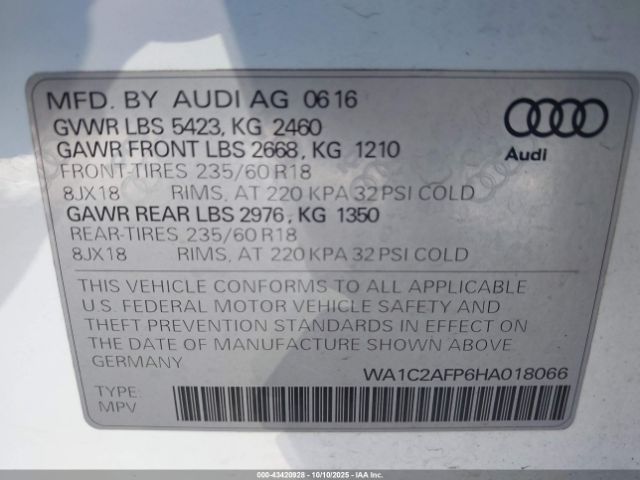 MFD. BY AUDI AG 06 16
GVWR LBS 5423, KG 2460
GAWR FRONT LBS 2668, KG 1210
FRONT-TIRES 235/60 R18
8JX18 RIMS, AT 220 KPA 32 PSI COLD
GAWR REAR LBS 2976, KG 1350
REAR-TIRES 235/60 R18
8JX18 RIMS, AT 220 KPA 32 PSI COLD
Audi
THIS VEHICLE CONFORMS TO ALL APPLICABLE
U.S. FEDERAL MOTOR VEHICLE SAFETY AND
THEFT PREVENTION STANDARDS IN EFFECT ON
THE DATE OF MANUFACTURE SHOWN ABOVE.
GERMANY
WA1C2AFP6HA018066
TYPE:
MPV
000-43420928 - 10/10/2025 - IAAI.COM